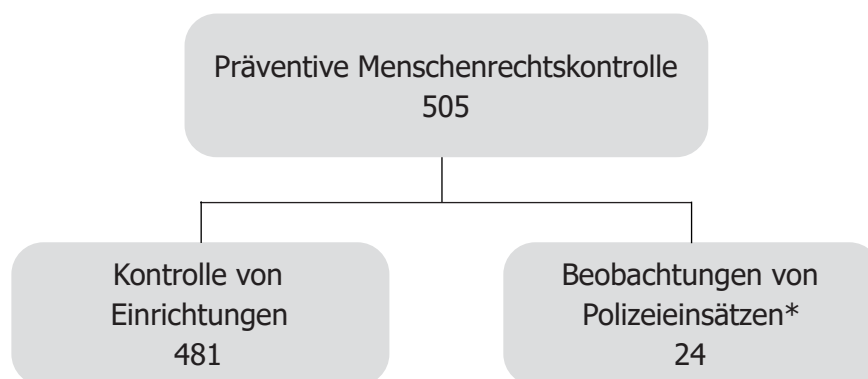 Präventive Menschenrechtskontrolle
505
Kontrolle von
Einrichtungen
481
Beobachtungen von
Polizeieinsätzen*
24